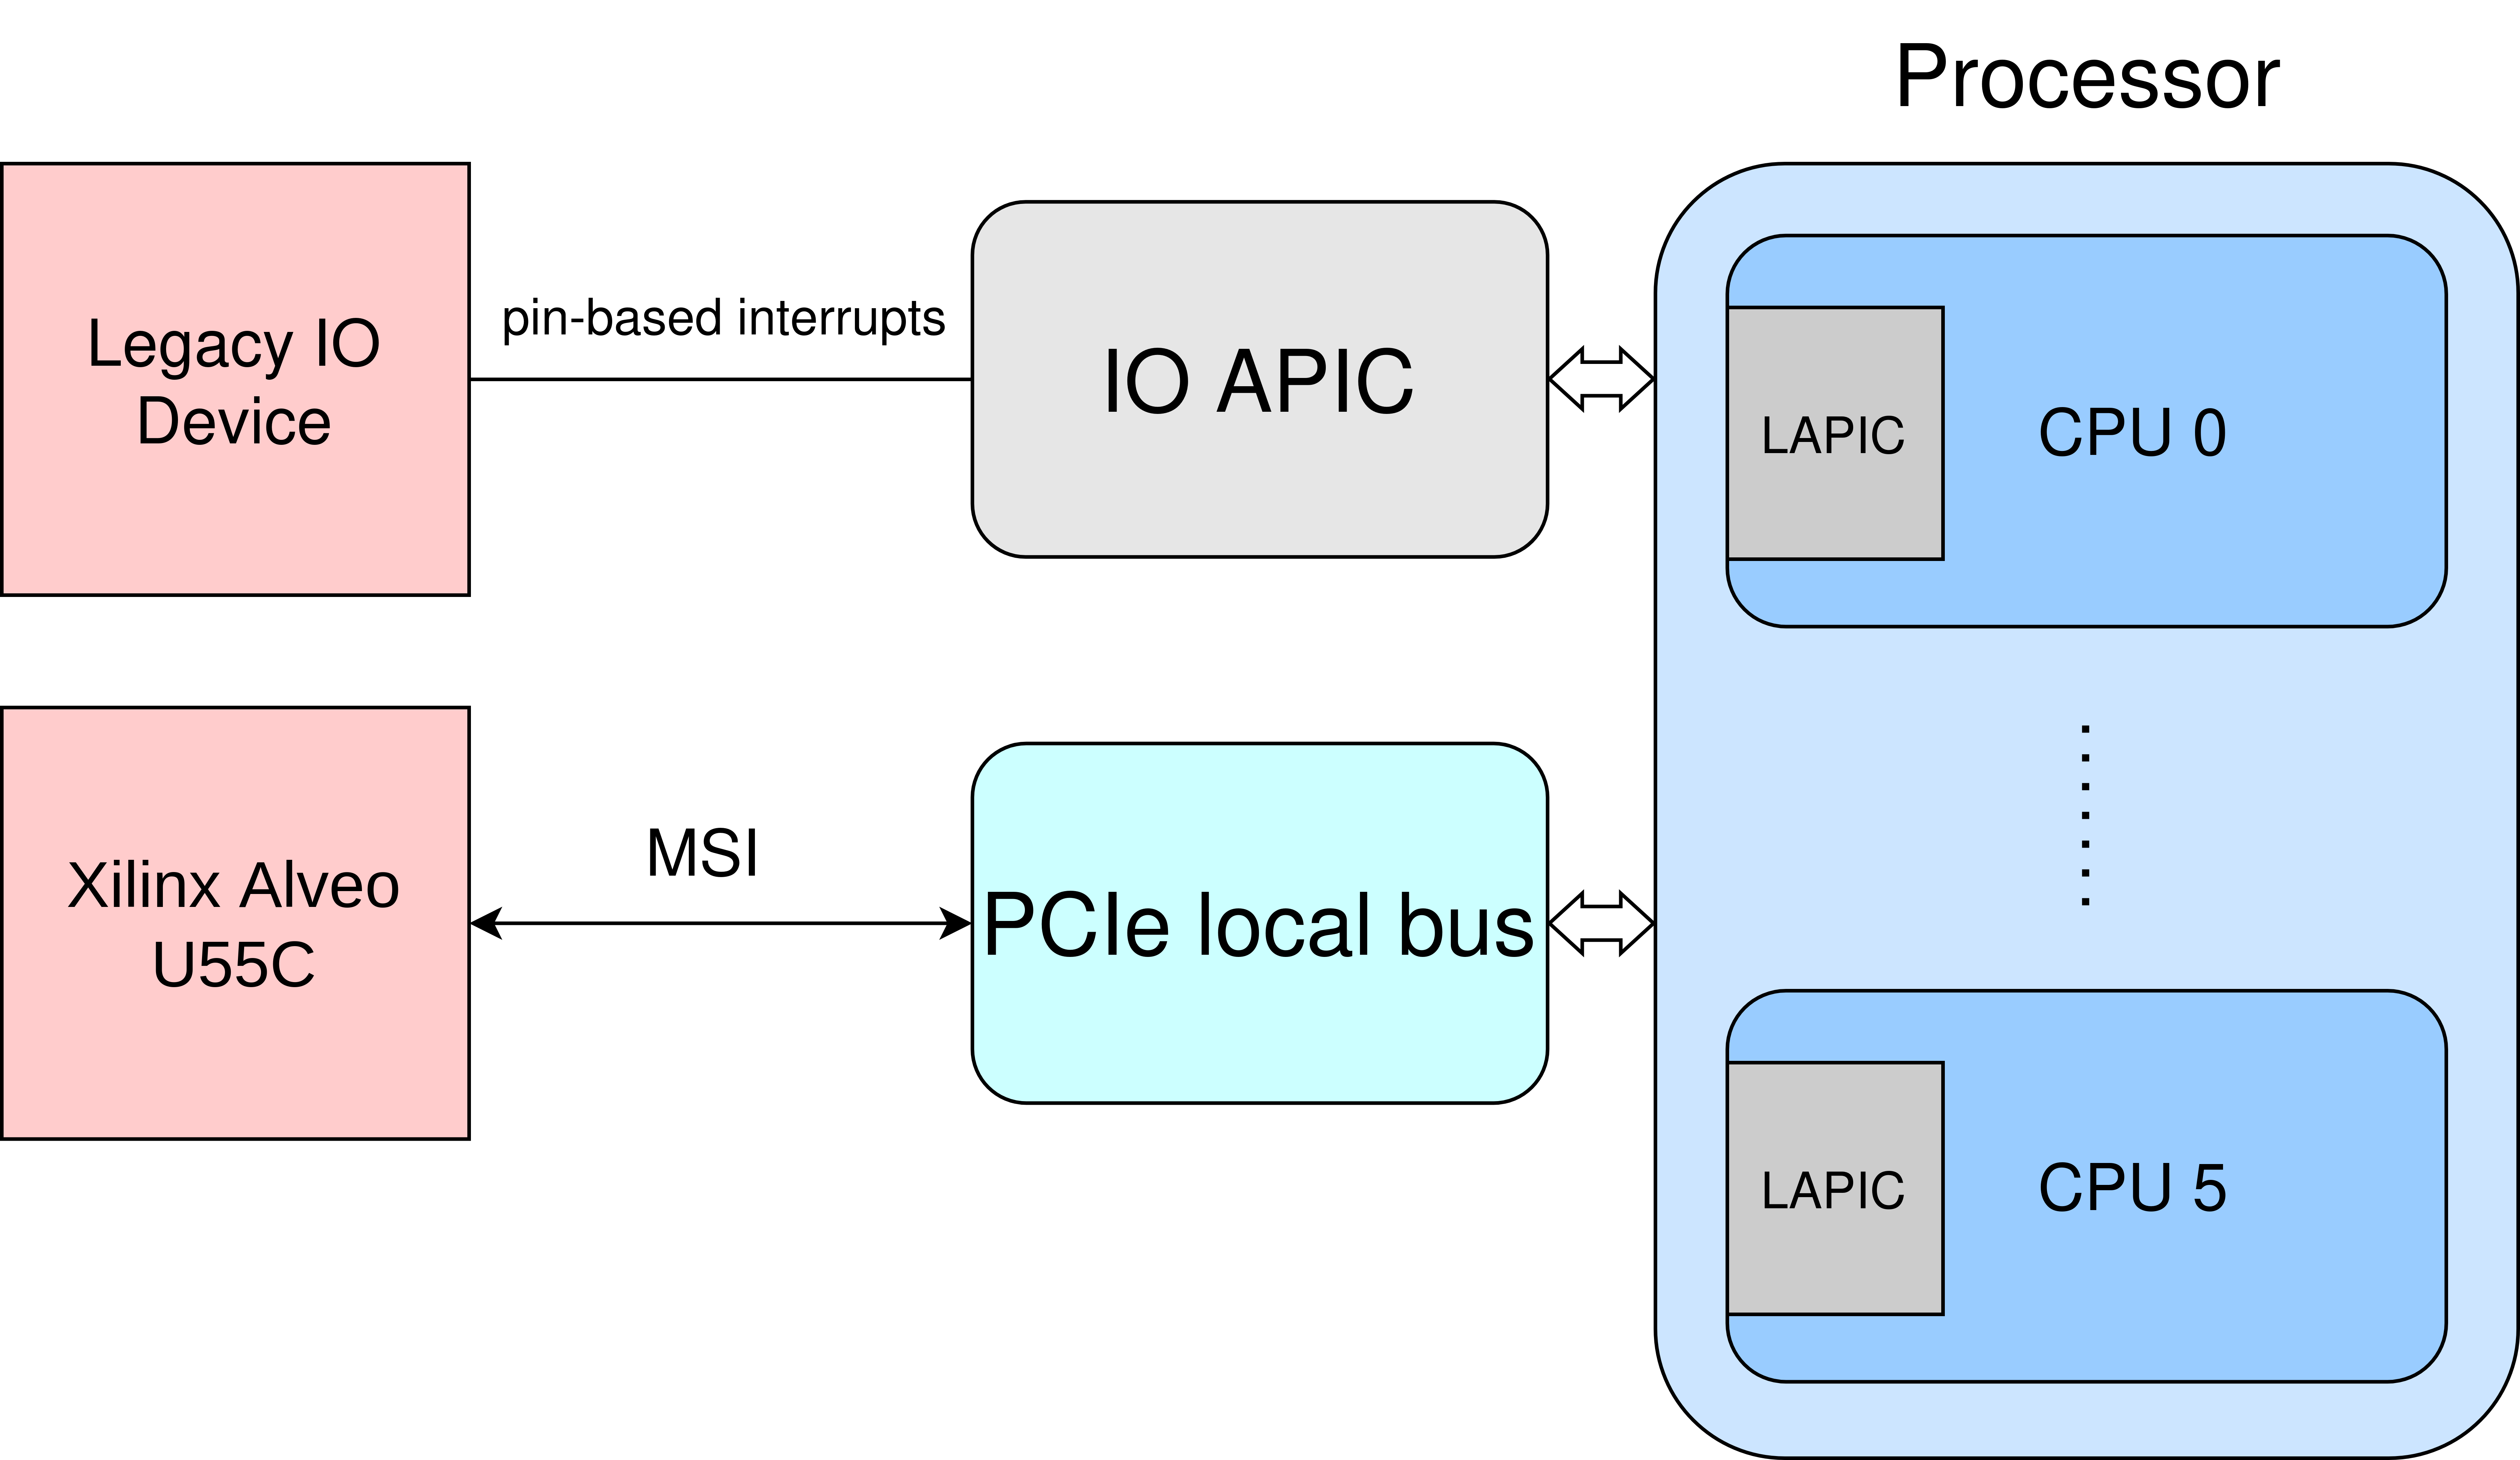 Processor
Legacy IO
Device
pin-based interrupts
IO APIC
LAPIC
CPU 0
Xilinx Alveo
U55C
MSI
PCIe local bus
LAPIC
CPU 5